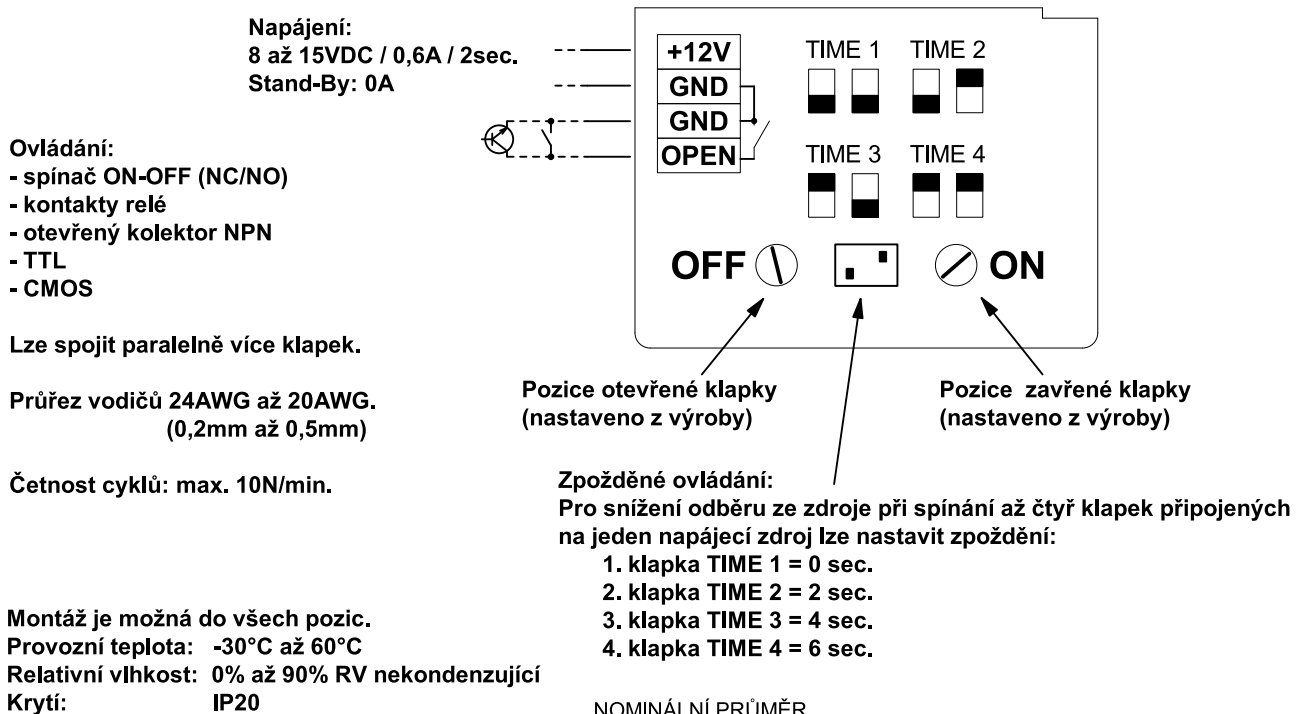 Napájení:
8 až 15VDC / 0,6A / 2sec.
Stand-By: 0A
+12V
GND
GND
OPEN
TIME 1
TIME 2
TIME 3
TIME 4
OFF
ON
Ovládání:
- spínač ON-OFF (NC/NO)
- kontakty relé
- otevřený kolektor NPN
- TTL
- CMOS
Lze spojit paralelně více klapek.
Průřez vodičů 24AWG až 20AWG.
(0,2mm až 0,5mm)
Četnost cyklů: max. 10N/min.
Pozice otevřené klapky
(nastaveno z výroby)
Pozice zavřené klapky
(nastaveno z výroby)
Zpožděné ovládání:
Pro snížení odběru ze zdroje při spínání až čtyř klapek připojených
na jeden napájecí zdroj lze nastavit zpoždění:
1. klapka TIME 1 = 0 sec.
2. klapka TIME 2 = 2 sec.
3. klapka TIME 3 = 4 sec.
4. klapka TIME 4 = 6 sec.
Montáž je možná do všech pozic.
Provozní teplota: -30°C až 60°C
Relativní vlhkost: 0% až 90% RV nekondenzující
Krytí: IP20
NOMINÁLNÍ PRŮMĚR